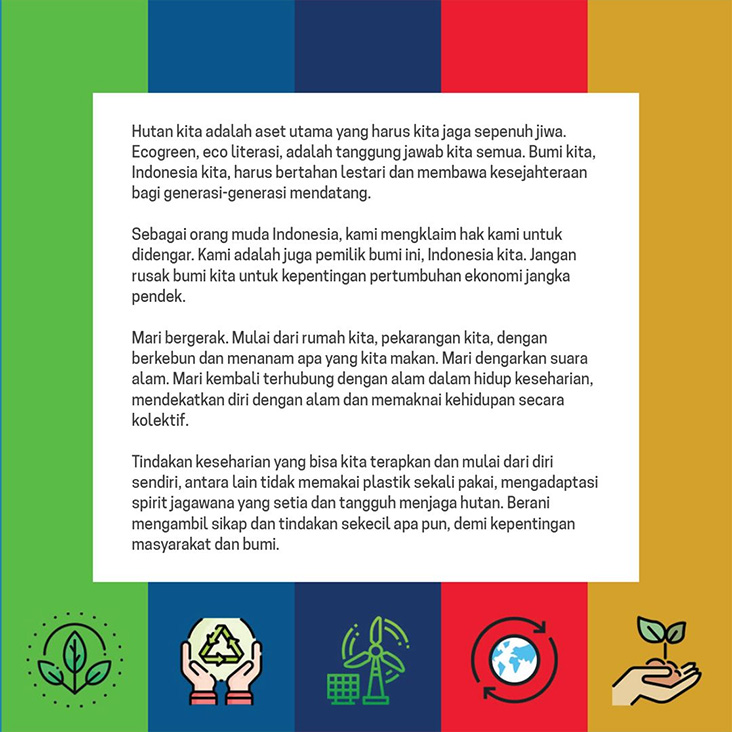 Hutan kita adalah aset utama yang harus kita jaga sepenuh jiwa.
Ecogreen, eco literasi, adalah tanggung jawab kita semua. Bumi kita,
Indonesia kita, harus bertahan lestari dan membawa kesejahteraan
bagi generasi-generasi mendatang.
Sebagai orang muda Indonesia, kami mengklaim hak kami untuk
didengar. Kami adalah juga pemilik bumi ini, Indonesia kita. Jangan
rusak bumi kita untuk kepentingan pertumbuhan ekonomi jangka
pendek.
Mari bergerak. Mulai dari rumah kita, pekarangan kita, dengan
berkebun dan menanam apa yang kita makan. Mari dengarkan suara
alam. Mari kembali terhubung dengan alam dalam hidup keseharian,
mendekatkan diri dengan alam dan memaknai kehidupan secara
kolektif.
Tindakan keseharian yang bisa kita terapkan dan mulai dari diri
sendiri, antara lain tidak memakai plastik sekali pakai, mengadaptasi
spirit jagawana yang setia dan tangguh menjaga hutan. Berani
mengambil sikap dan tindakan sekecil apa pun, demi kepentingan
masyarakat dan bumi.